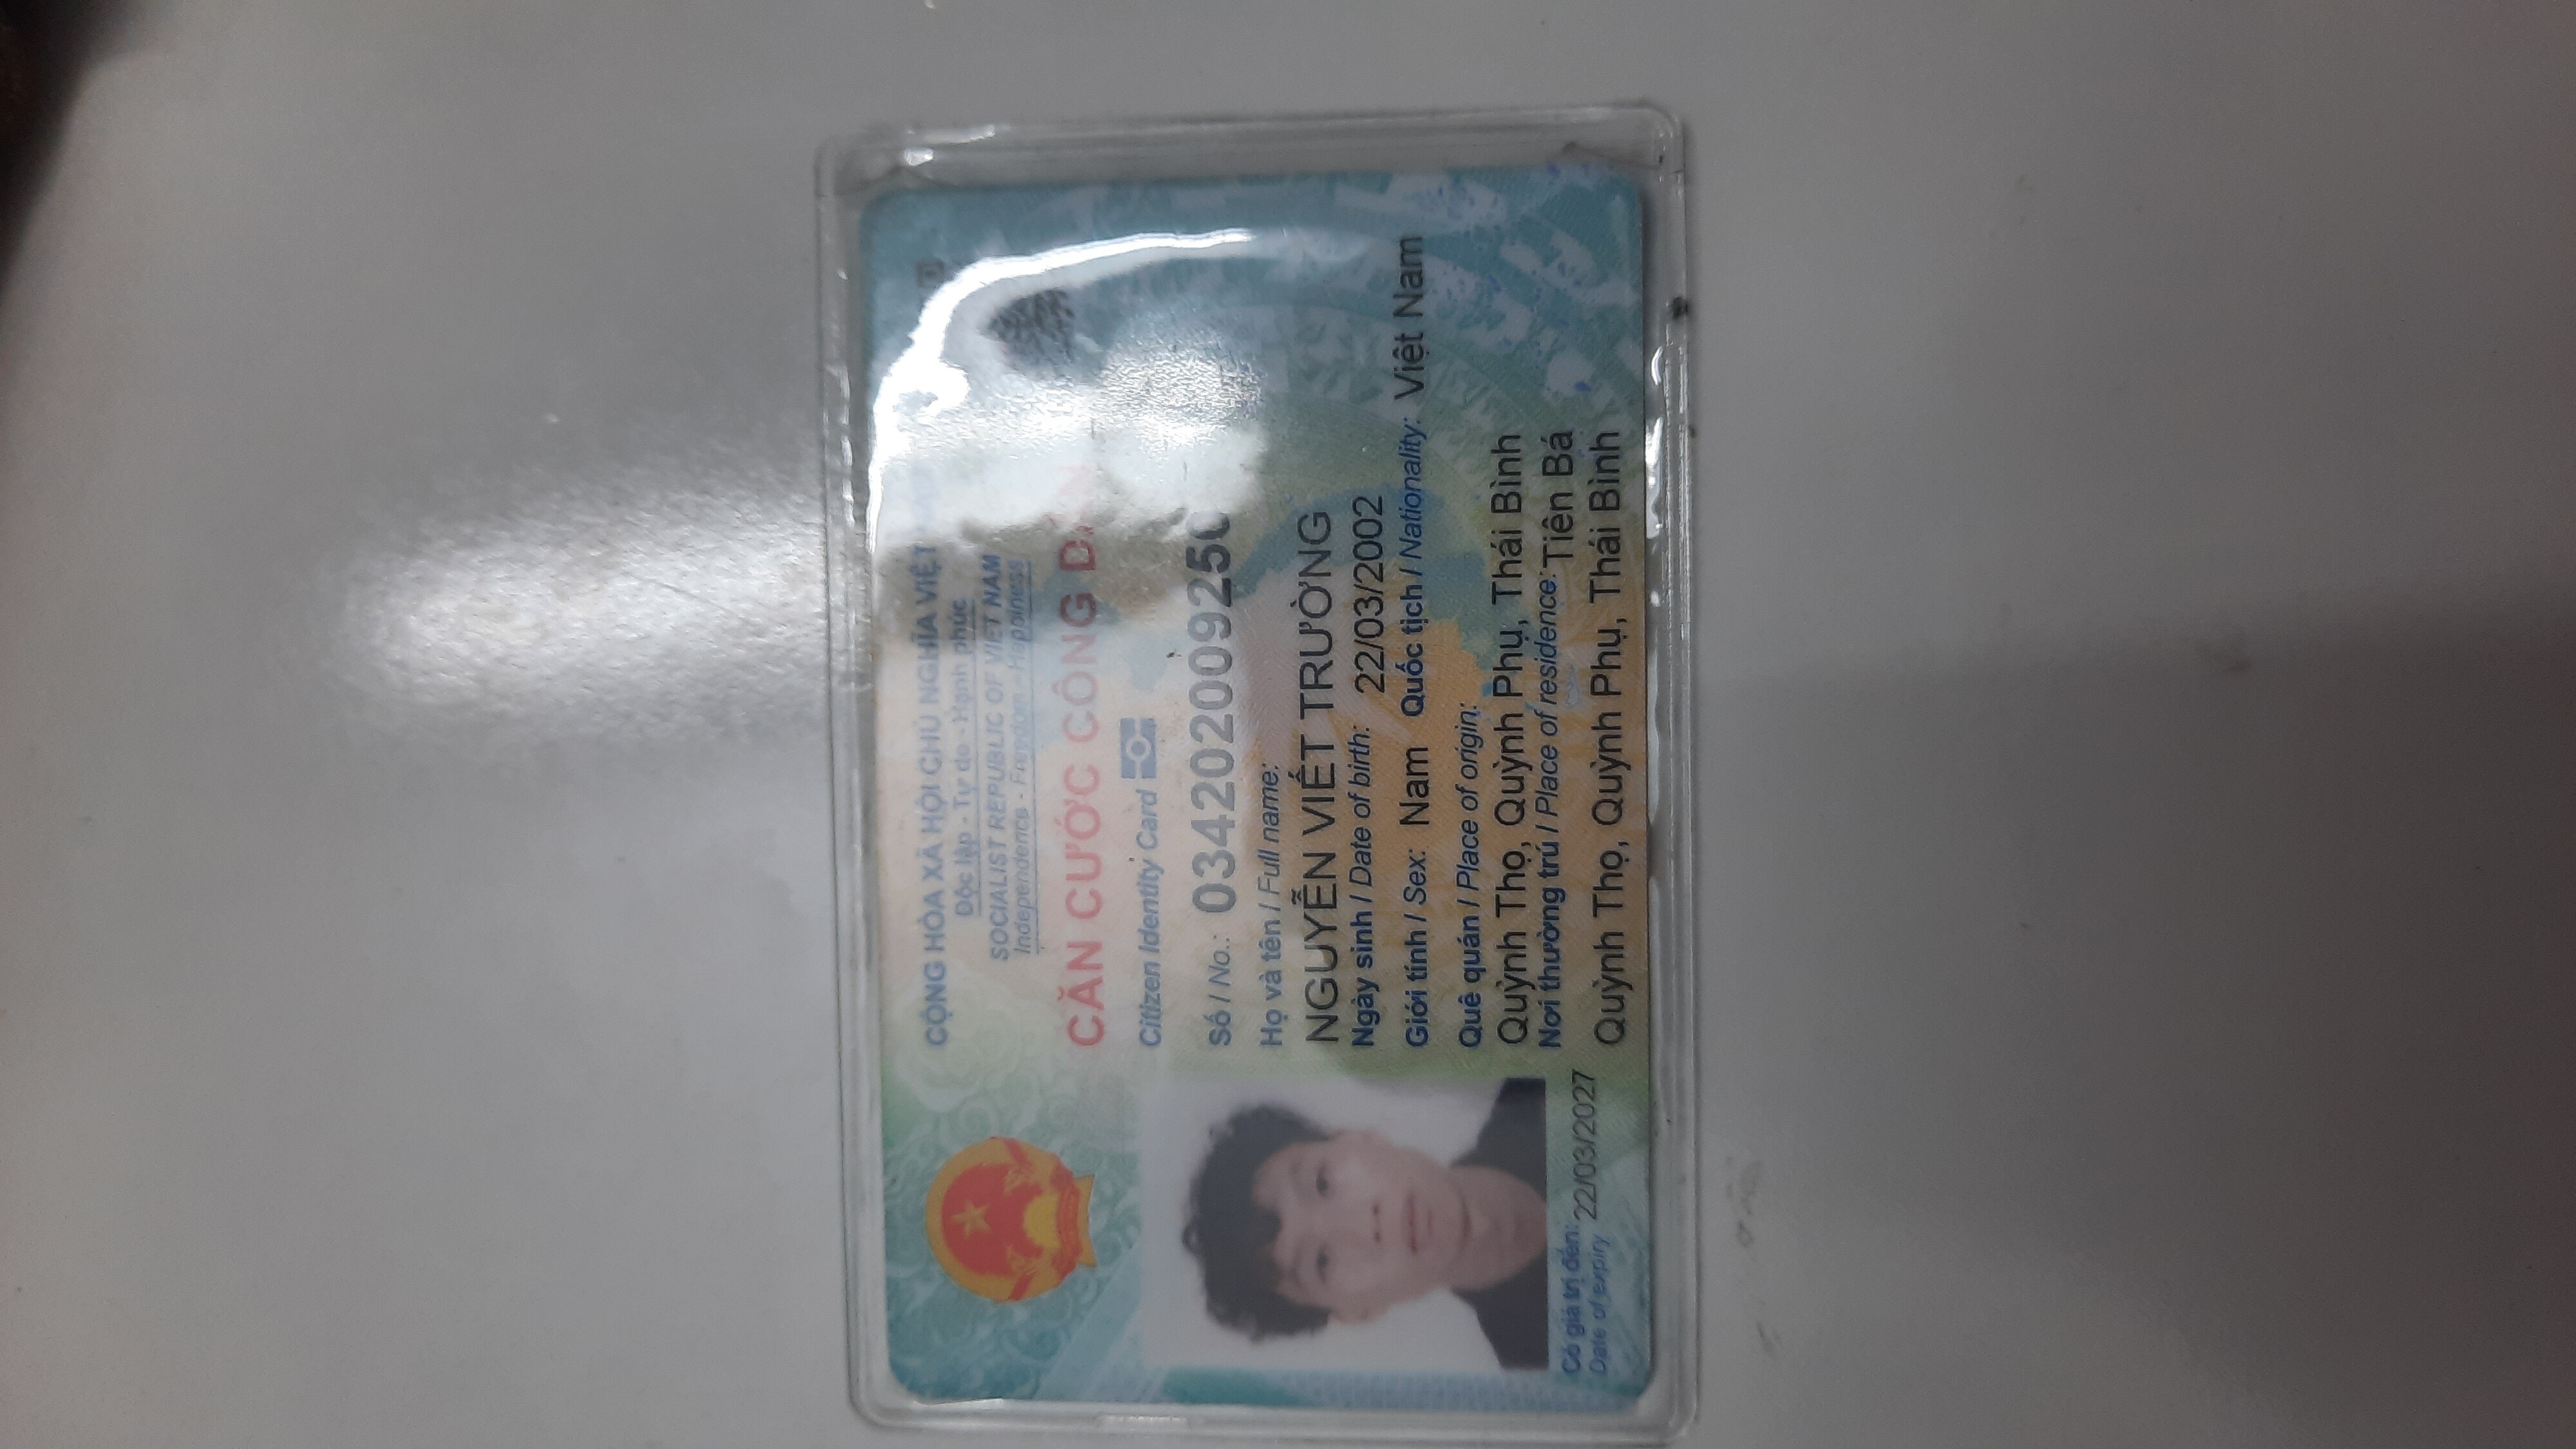 CỘNG HÒA XÃ HỘI CHỦ NGHĨA VIỆT
Độc lập - Tự do - Hạnh phúc
SOCIALIST REPUBLIC OF VIET NAM
Independence - Freedom - Happiness
CĂN CƯỚC CÔNG DÂN
Citizen Identity Card
Số / No.: 03420200925
Họ và tên / Full name:
NGUYỄN VIẾT TRƯỜNG
Ngày sinh / Date of birth: 22/03/2002
Giới tính / Sex: Nam Quốc tịch / Nationality: Việt Nam
Quê quán / Place of origin:
Quỳnh Thọ, Quỳnh Phụ, Thái Bình
Nơi thường trú / Place of residence: Tiên Bá
Quỳnh Thọ, Quỳnh Phụ, Thái Bình
Có giá trị đến: 22/03/2027
Date of expiry